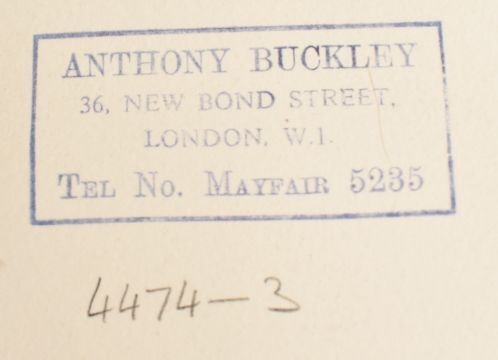 ANTHONY BUCKLEY
36, NEW BOND STREET,
LONDON, W.1.
TEL NO. MAYFAIR 5235
4474-3